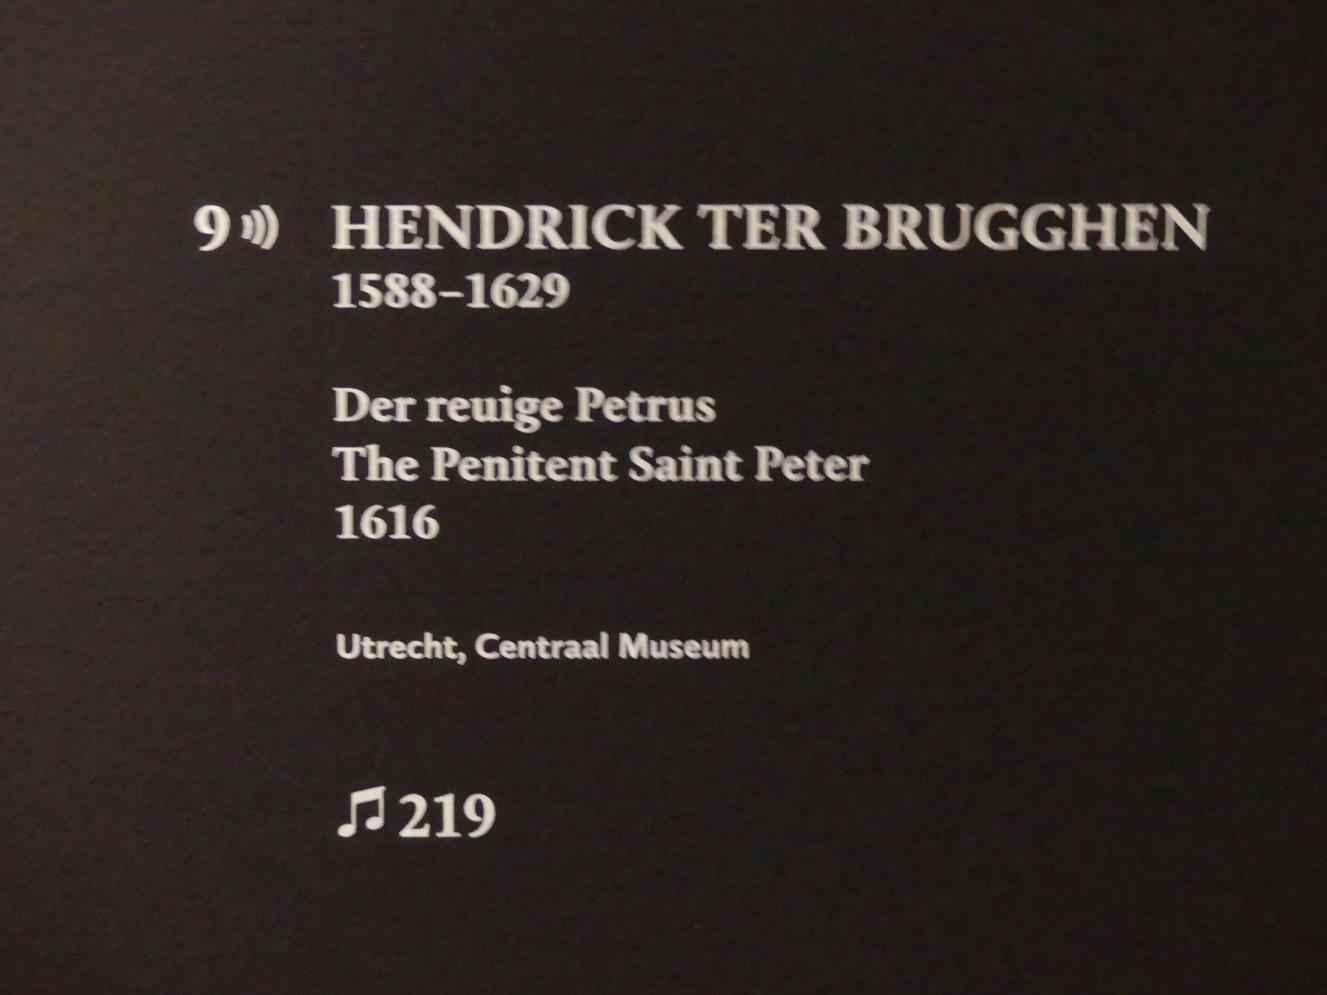 9 HENDRICK TER BRUGGHEN
1588–1629
Der reuige Petrus
The Penitent Saint Peter
1616
Utrecht, Centraal Museum
♫ 219